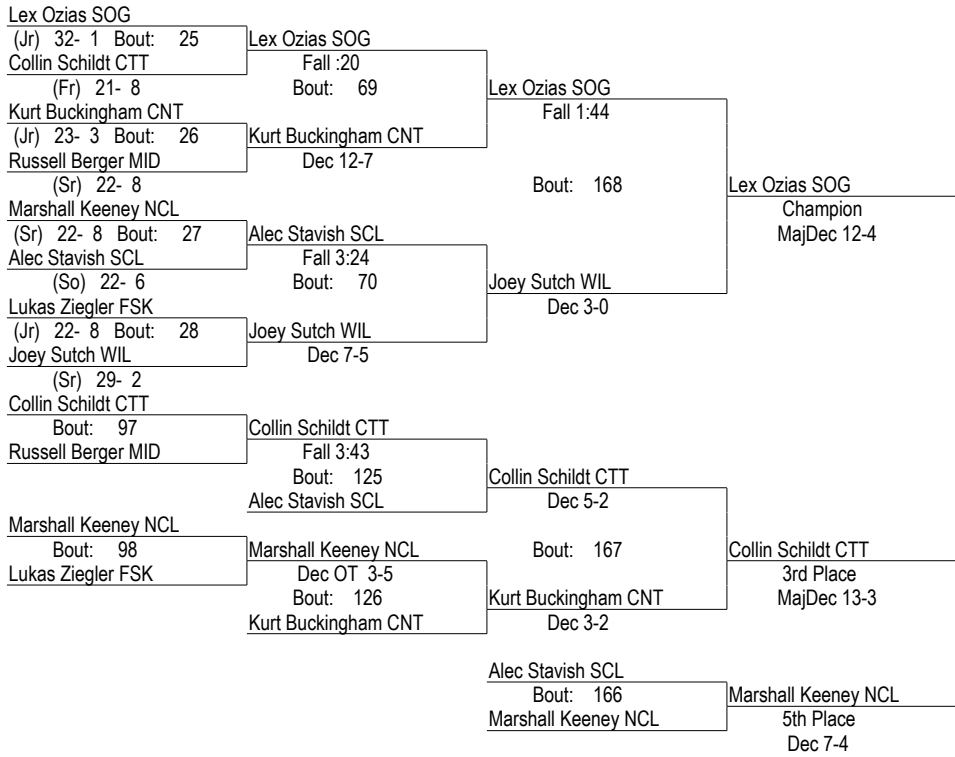 Lex Ozias SOG
(Jr) 32- 1 Bout: 25 Lex Ozias SOG
Collin Schildt CTT Fall :20
(Fr) 21- 8 Bout: 69 Lex Ozias SOG
Kurt Buckingham CNT Fall 1:44
(Jr) 23- 3 Bout: 26 Kurt Buckingham CNT
Russell Berger MID Dec 12-7
(Sr) 22- 8 Bout: 168 Lex Ozias SOG
Marshall Keeney NCL Champion
(Sr) 22- 8 Bout: 27 Alec Stavish SCL MajDec 12-4
Alec Stavish SCL Fall 3:24
(So) 22- 6 Bout: 70 Joey Sutch WIL
Lukas Ziegler FSK Dec 3-0
(Jr) 22- 8 Bout: 28 Joey Sutch WIL
Joey Sutch WIL Dec 7-5
(Sr) 29- 2
Collin Schildt CTT
Bout: 97 Collin Schildt CTT
Russell Berger MID Fall 3:43
Bout: 125 Collin Schildt CTT
Alec Stavish SCL Dec 5-2
Marshall Keeney NCL
Bout: 98 Marshall Keeney NCL Bout: 167 Collin Schildt CTT
Lukas Ziegler FSK Dec OT 3-5 3rd Place
Bout: 126 Kurt Buckingham CNT MajDec 13-3
Kurt Buckingham CNT Dec 3-2
Alec Stavish SCL
Bout: 166 Marshall Keeney NCL
Marshall Keeney NCL 5th Place
Dec 7-4